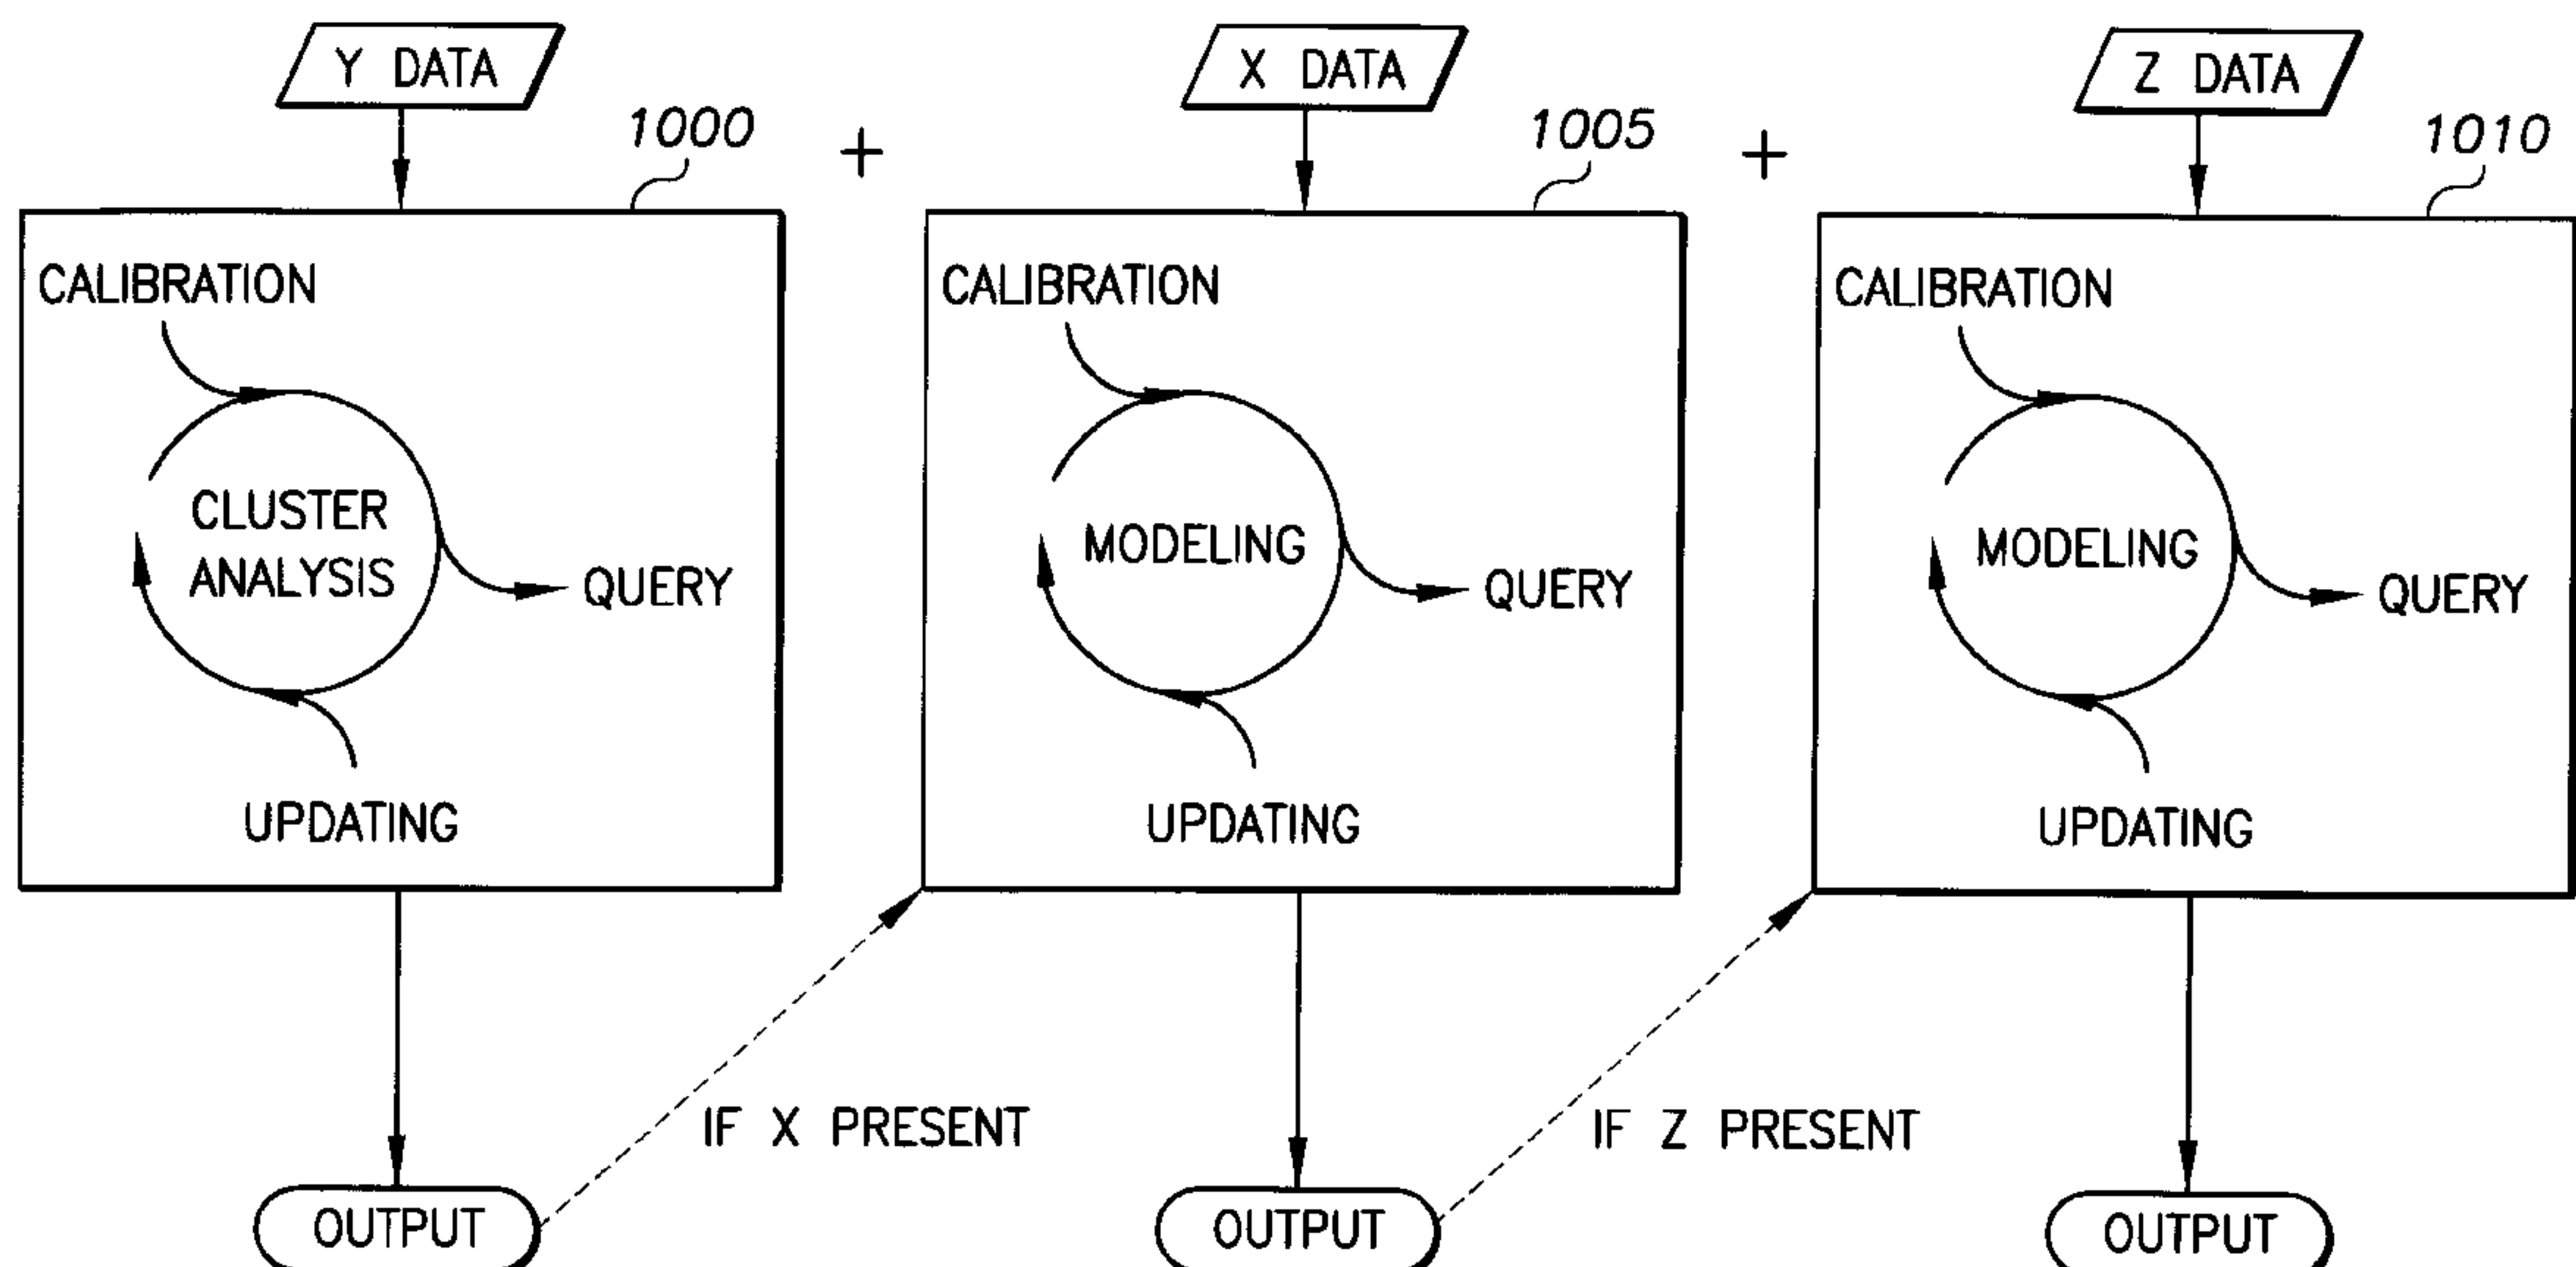 Y DATA
1000
CALIBRATION
CLUSTER
ANALYSIS
QUERY
UPDATING
OUTPUT
+
IF X PRESENT
X DATA
1005
CALIBRATION
MODELING
QUERY
UPDATING
OUTPUT
+
IF Z PRESENT
Z DATA
1010
CALIBRATION
MODELING
QUERY
UPDATING
OUTPUT